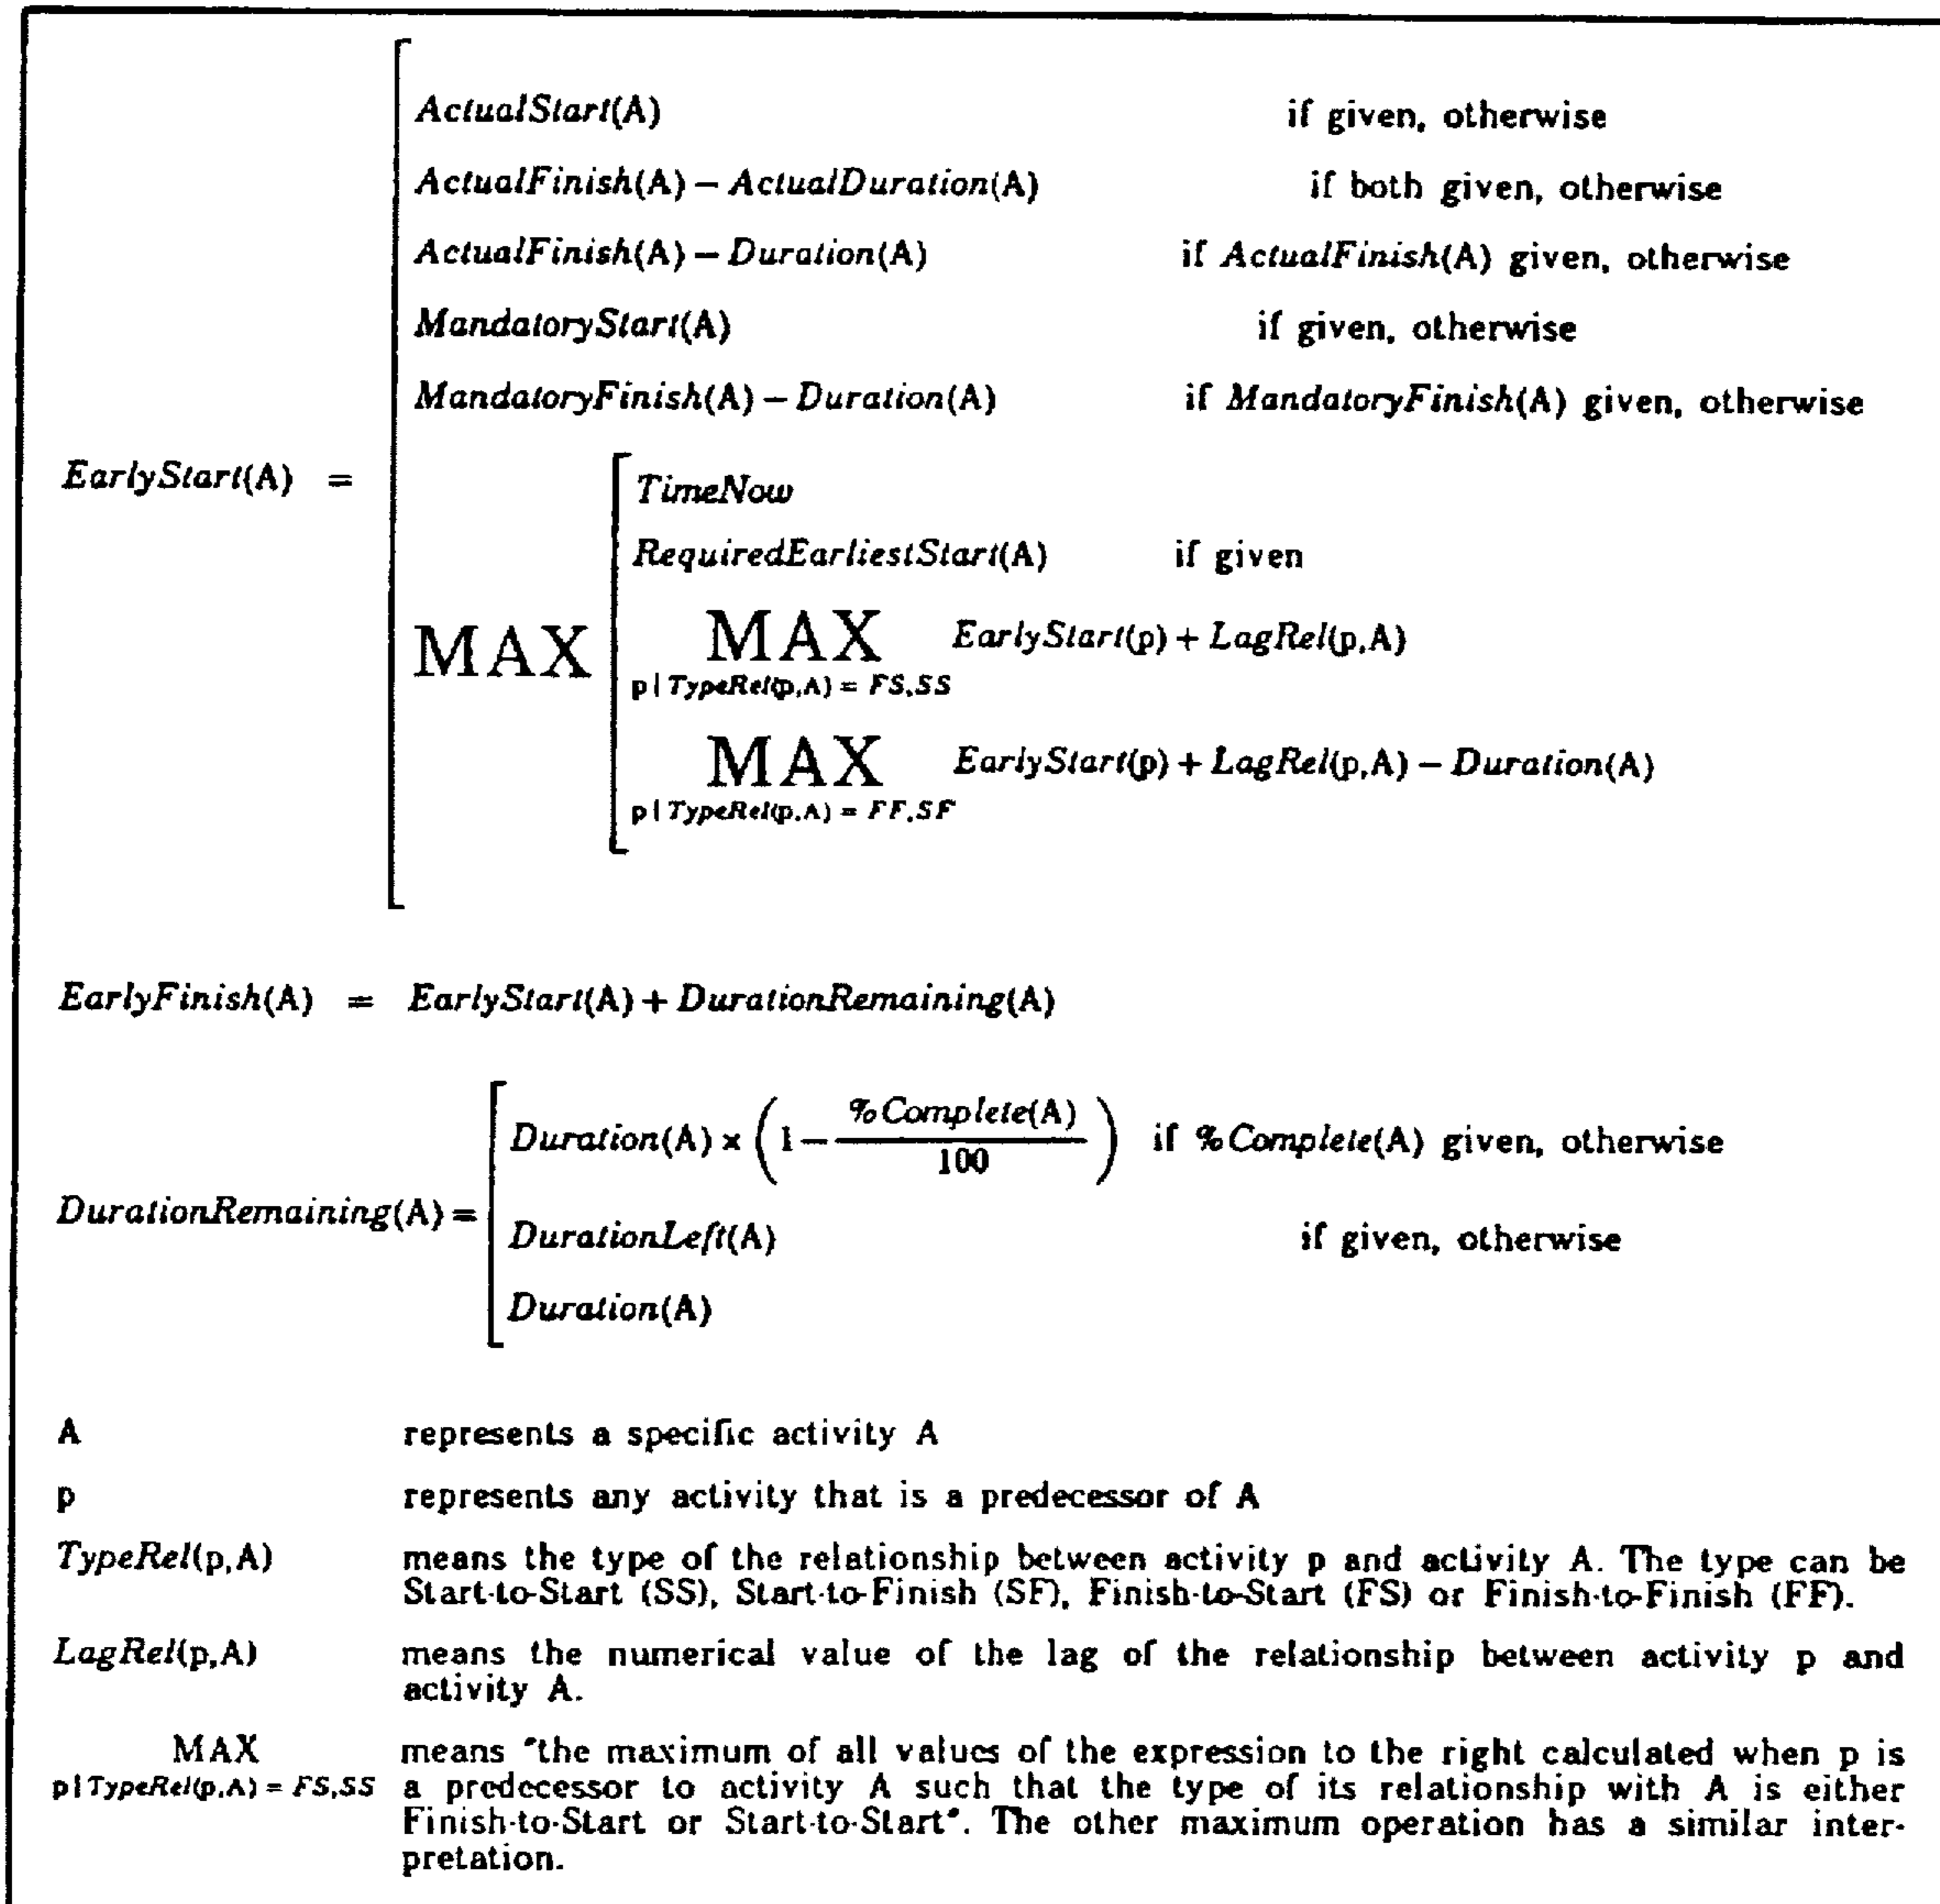 ActualStart(A) if given, otherwise
ActualFinish(A) – ActualDuration(A) if both given, otherwise
ActualFinish(A) – Duration(A) if ActualFinish(A) given, otherwise
MandatoryStart(A) if given, otherwise
MandatoryFinish(A) – Duration(A) if MandatoryFinish(A) given, otherwise
EarlyStart(A) =
TimeNow
RequiredEarliestStart(A) if given
MAX MAX EarlyStart(p) + LagRel(p,A)
p | TypeRel(p,A) = FS,SS
MAX EarlyStart(p) + LagRel(p,A) – Duration(A)
p | TypeRel(p,A) = FF,SF
EarlyFinish(A) = EarlyStart(A) + DurationRemaining(A)
DurationRemaining(A) = Duration(A) × (1 – %Complete(A) / 100) if %Complete(A) given, otherwise
DurationLeft(A) if given, otherwise
Duration(A)
A represents a specific activity A
p represents any activity that is a predecessor of A
TypeRel(p,A) means the type of the relationship between activity p and activity A. The type can be
Start-to-Start (SS), Start-to-Finish (SF), Finish-to-Start (FS) or Finish-to-Finish (FF).
LagRel(p,A) means the numerical value of the lag of the relationship between activity p and
activity A.
MAX means "the maximum of all values of the expression to the right calculated when p is
p | TypeRel(p,A) = FS,SS a predecessor to activity A such that the type of its relationship with A is either
Finish-to-Start or Start-to-Start". The other maximum operation has a similar inter-
pretation.